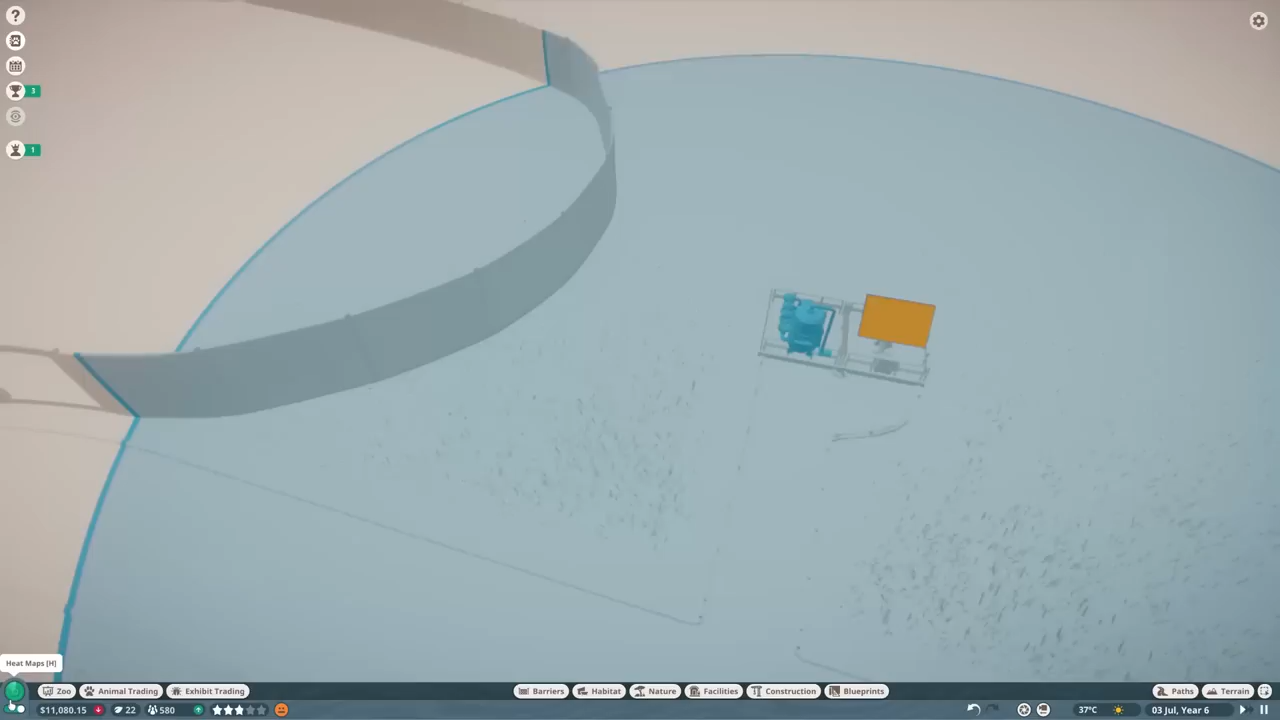 ?
3
1
Heat Maps [H]
Zoo
Animal Trading
Exhibit Trading
Barriers
Habitat
Nature
Facilities
Construction
Blueprints
Paths
Terrain
$11,080.15
22
580
37°C
03 Jul, Year 6